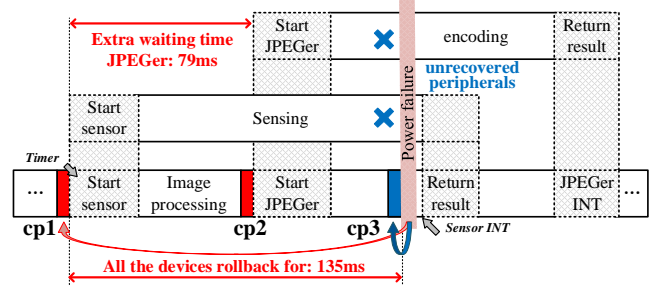 Extra waiting time
JPEGer: 79ms
Start
JPEGer
encoding
Return
result
unrecovered
peripherals
Start
sensor
Sensing
Power failure
Timer
...
Start
sensor
Image
processing
Start
JPEGer
Return
result
JPEGer
INT
...
cp1
cp2
cp3
Sensor INT
All the devices rollback for: 135ms